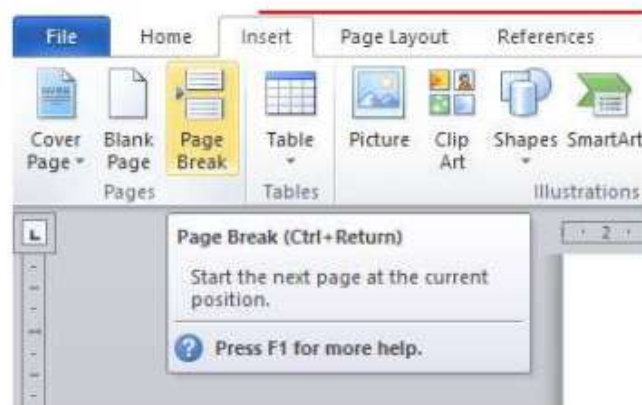 File Home Insert Page Layout References
Cover Blank Page Table Picture Clip Shapes SmartArt
Page Page Break Art
Pages Tables Illustrations
L
Page Break (Ctrl+Return)
2
Start the next page at the current
position.
? Press F1 for more help.